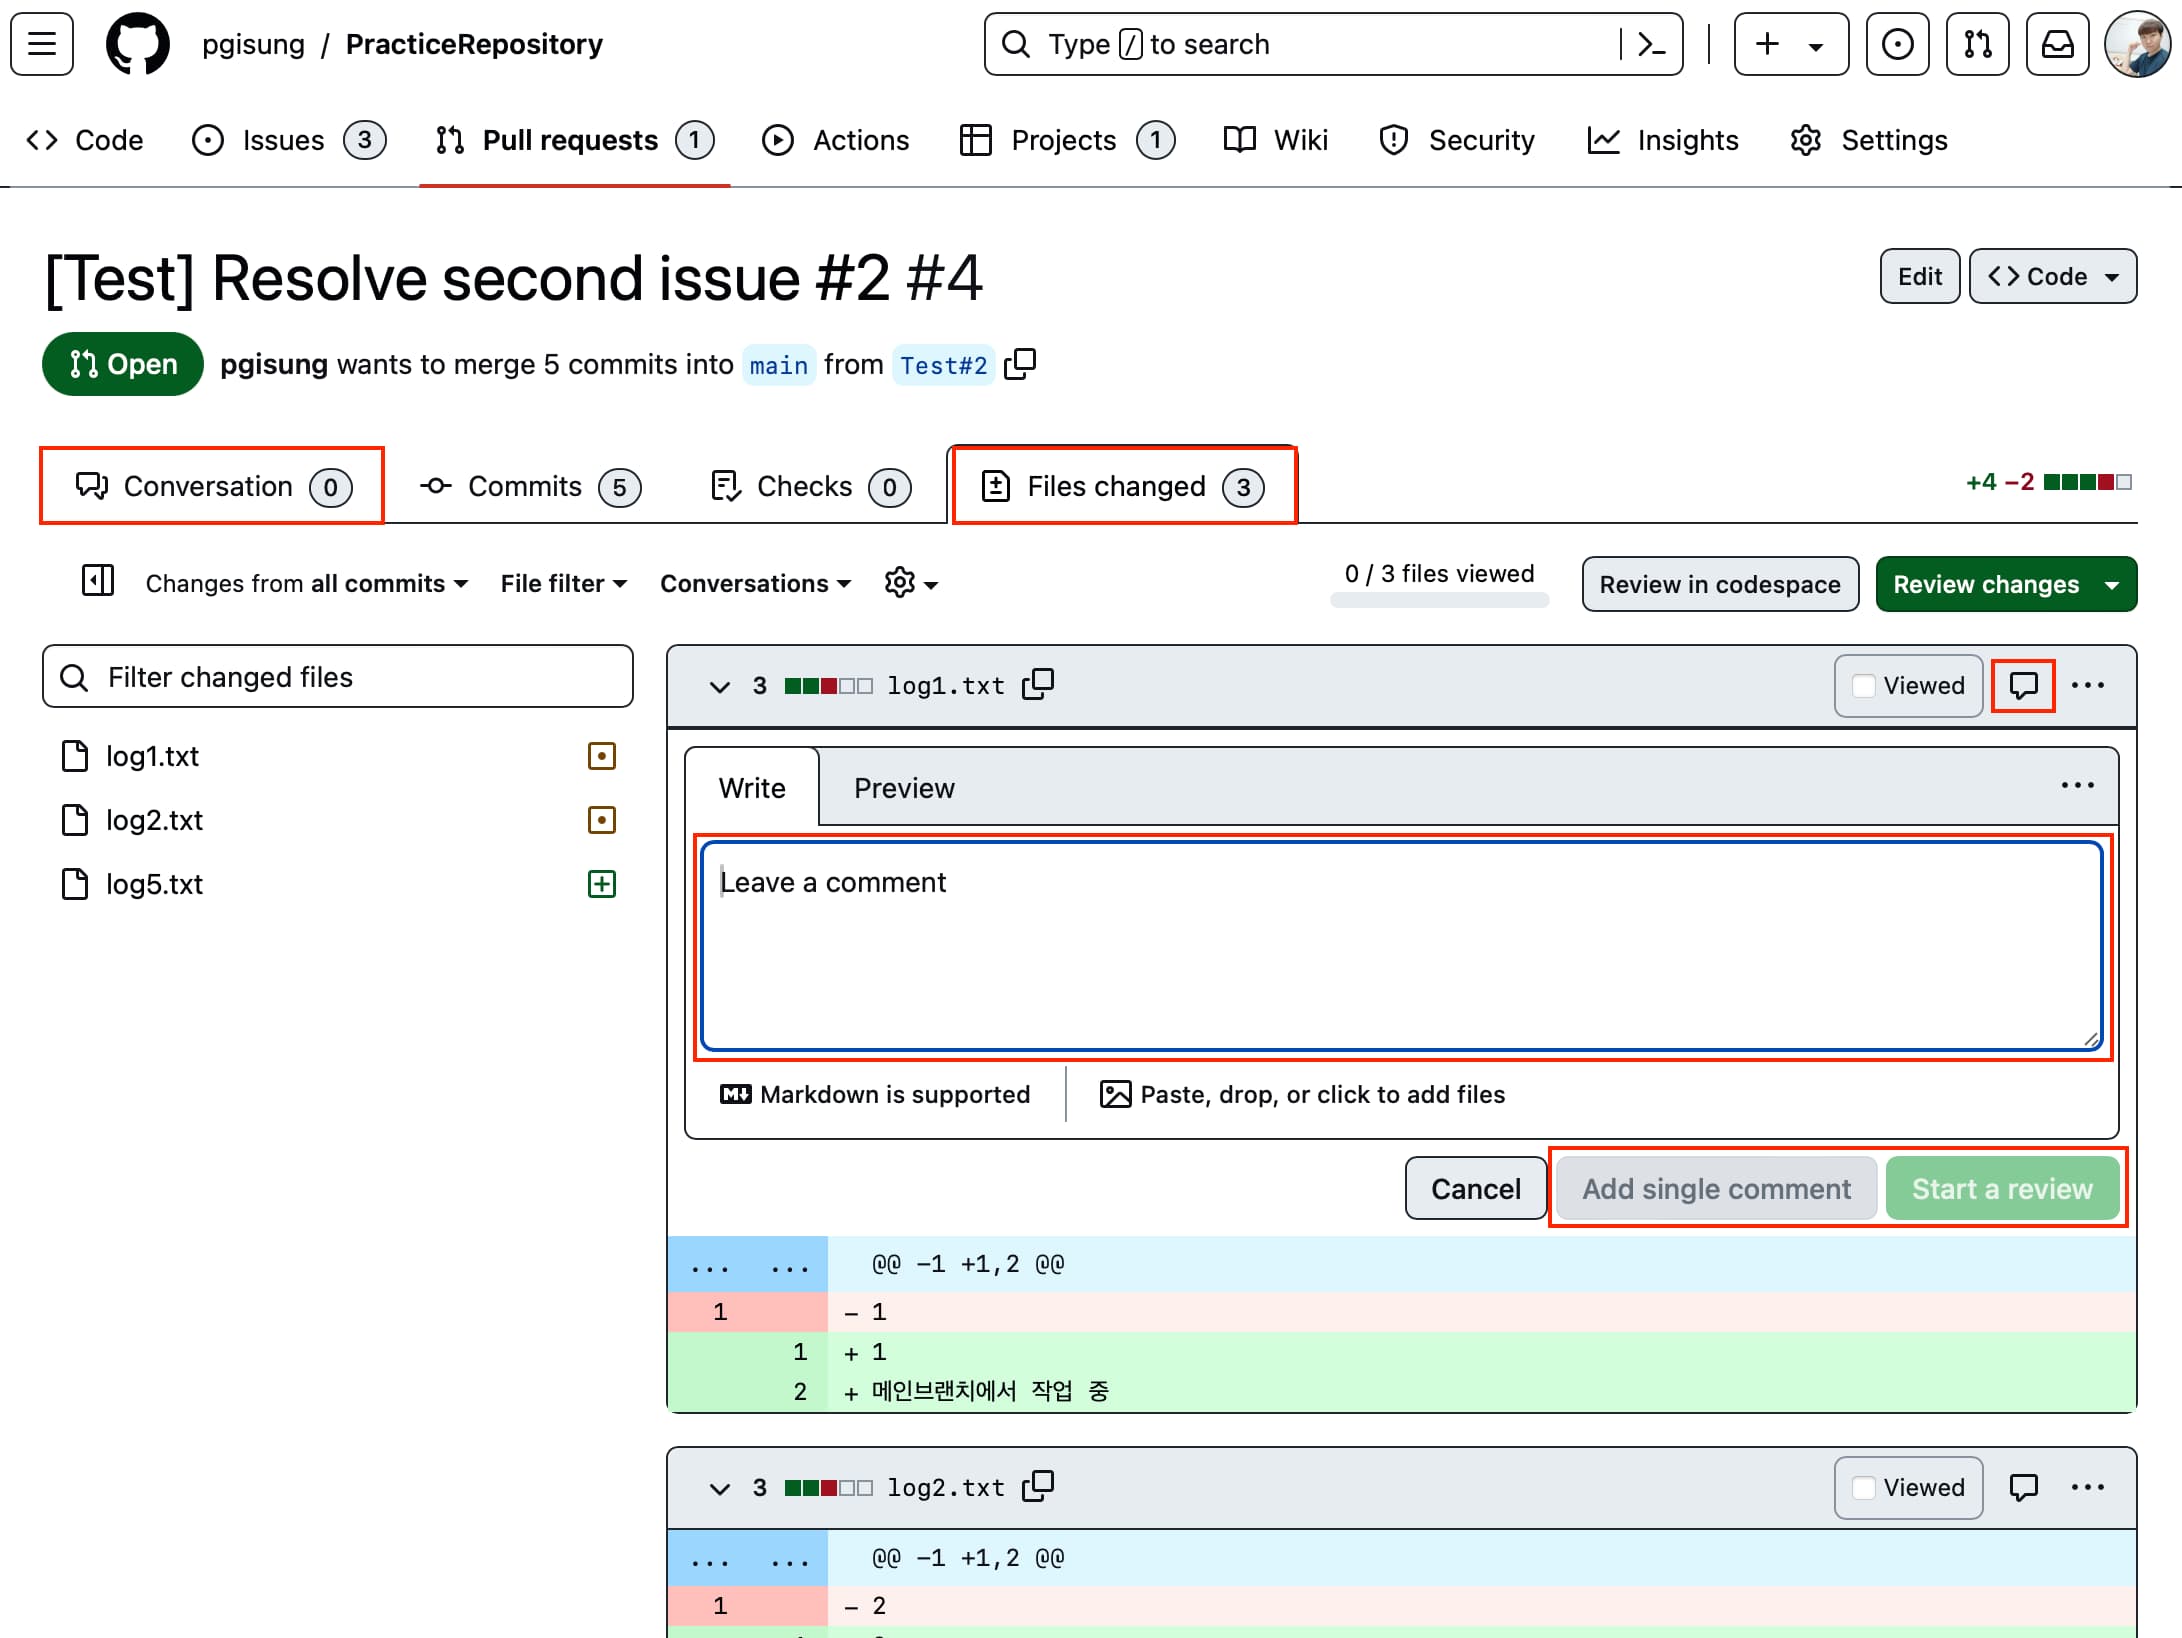 pgisung / PracticeRepository
Type / to search
Code
Issues 3
Pull requests 1
Actions
Projects 1
Wiki
Security
Insights
Settings
[Test] Resolve second issue #2 #4
Edit
Code
Open
pgisung wants to merge 5 commits into main from Test#2
Conversation 0
Commits 5
Checks 0
Files changed 3
+4 −2
Changes from all commits
File filter
Conversations
0 / 3 files viewed
Review in codespace
Review changes
Filter changed files
log1.txt
log2.txt
log5.txt
3 log1.txt
Viewed
Write
Preview
Leave a comment
Markdown is supported
Paste, drop, or click to add files
Cancel
Add single comment
Start a review
... ... @@ −1 +1,2 @@
1 − 1
1 + 1
2 + 메인브랜치에서 작업 중
3 log2.txt
Viewed
... ... @@ −1 +1,2 @@
1 − 2